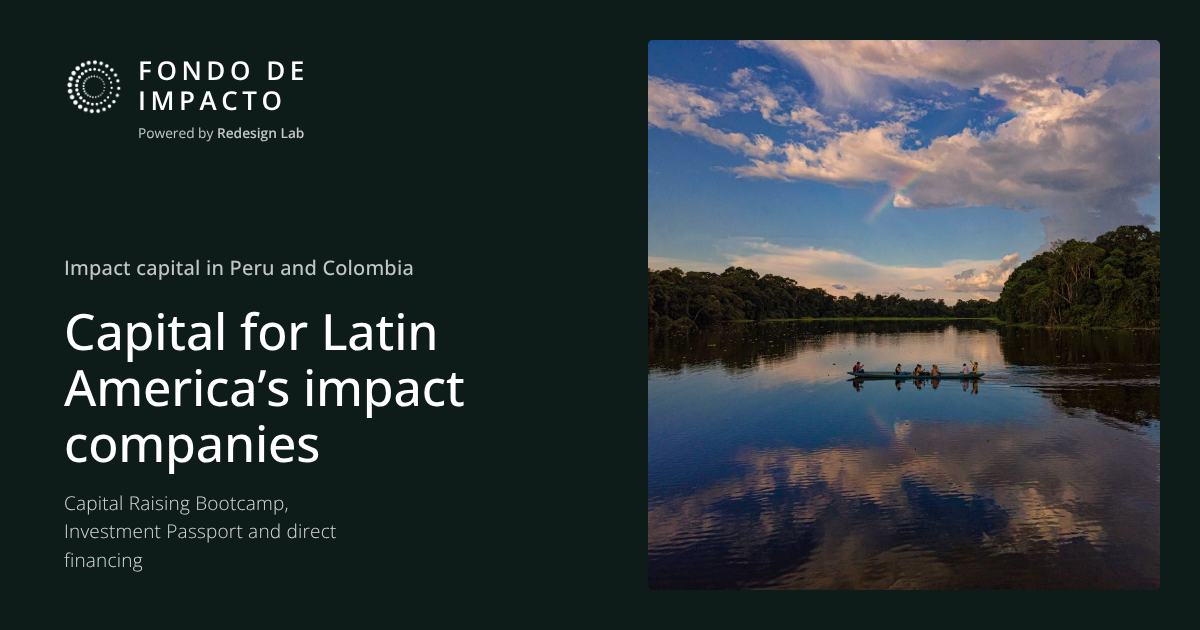 FONDO DE
IMPACTO
Powered by Redesign Lab
Impact capital in Peru and Colombia
Capital for Latin
America’s impact
companies
Capital Raising Bootcamp,
Investment Passport and direct
financing